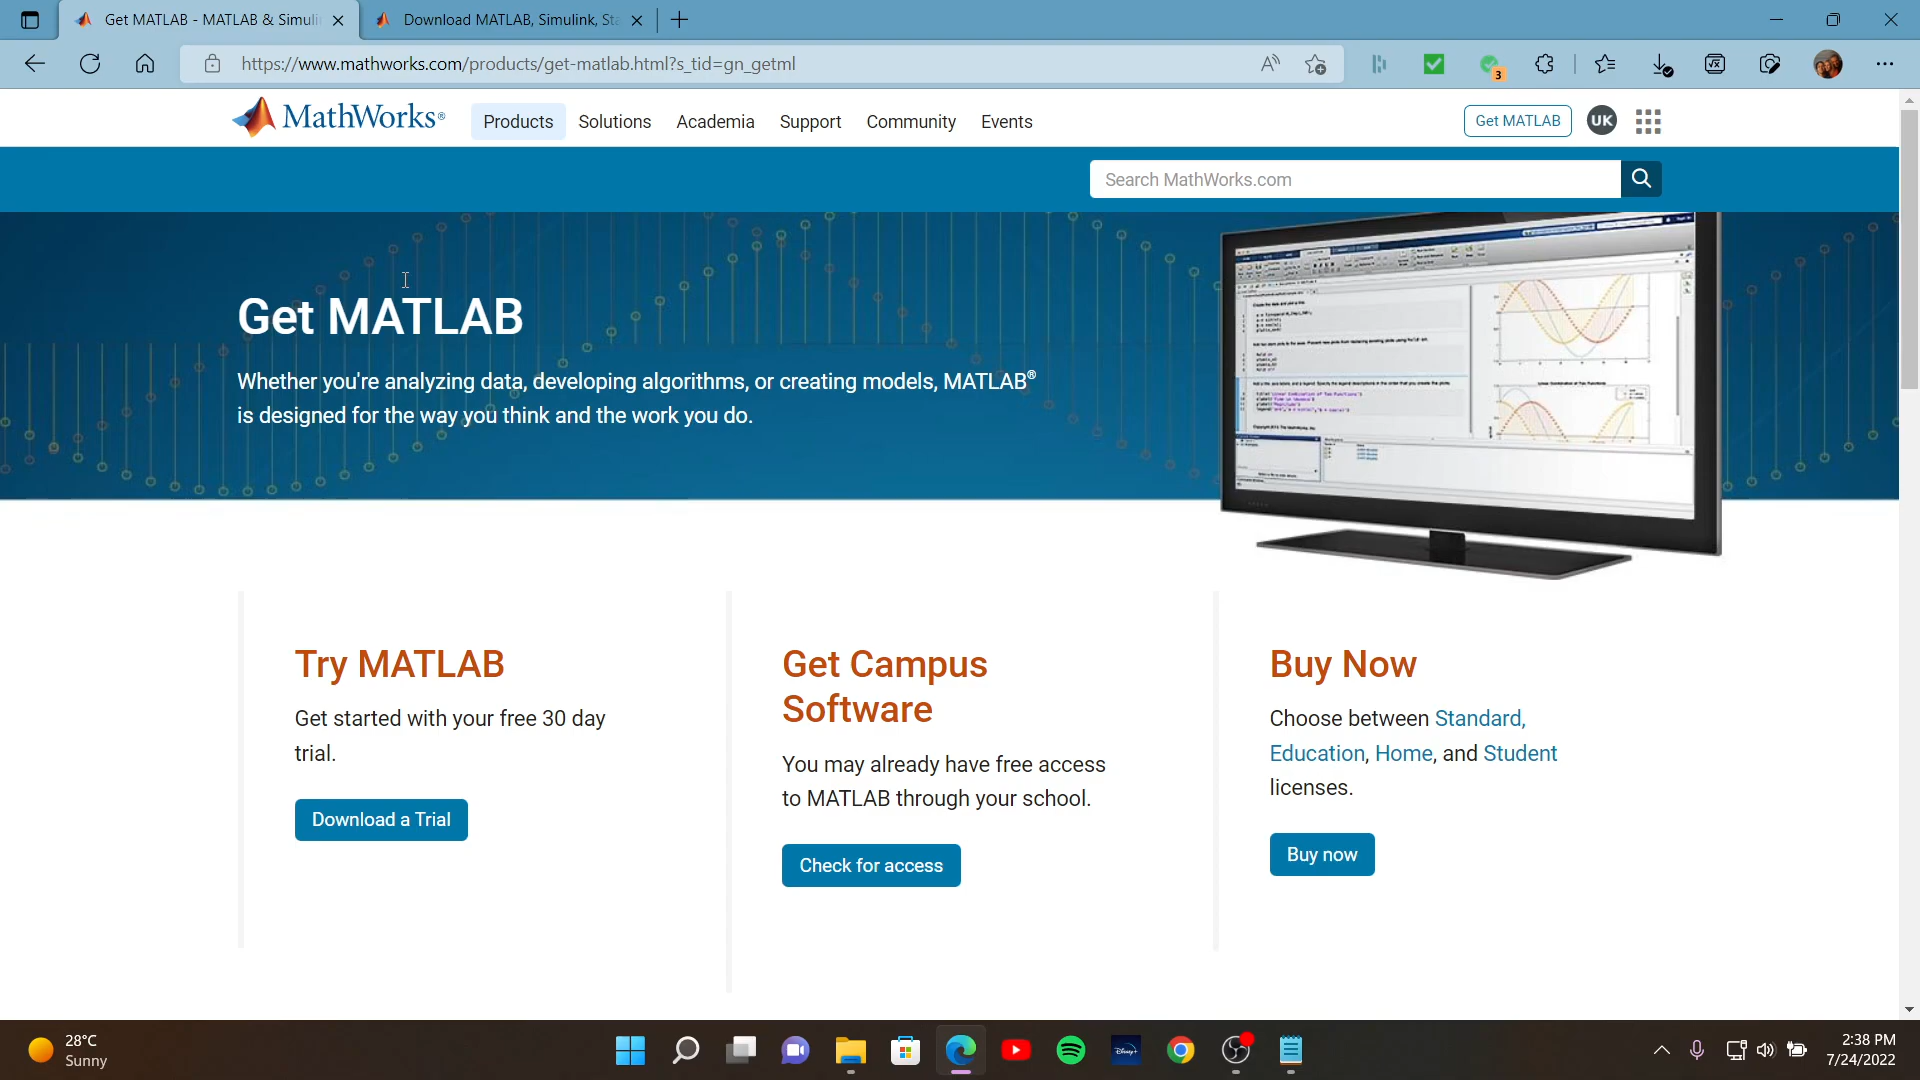 Get MATLAB - MATLAB & Simuli
Download MATLAB, Simulink, Sta
https://www.mathworks.com/products/get-matlab.html?s_tid=gn_getml
3
MathWorks®
Products
Solutions
Academia
Support
Community
Events
Get MATLAB
UK
Search MathWorks.com
Get MATLAB
Whether you're analyzing data, developing algorithms, or creating models, MATLAB®
is designed for the way you think and the work you do.
Try MATLAB
Get started with your free 30 day
trial.
Download a Trial
Get Campus
Software
You may already have free access
to MATLAB through your school.
Check for access
Buy Now
Choose between Standard,
Education, Home, and Student
licenses.
Buy now
28°C
Sunny
Disney+
2:38 PM
7/24/2022